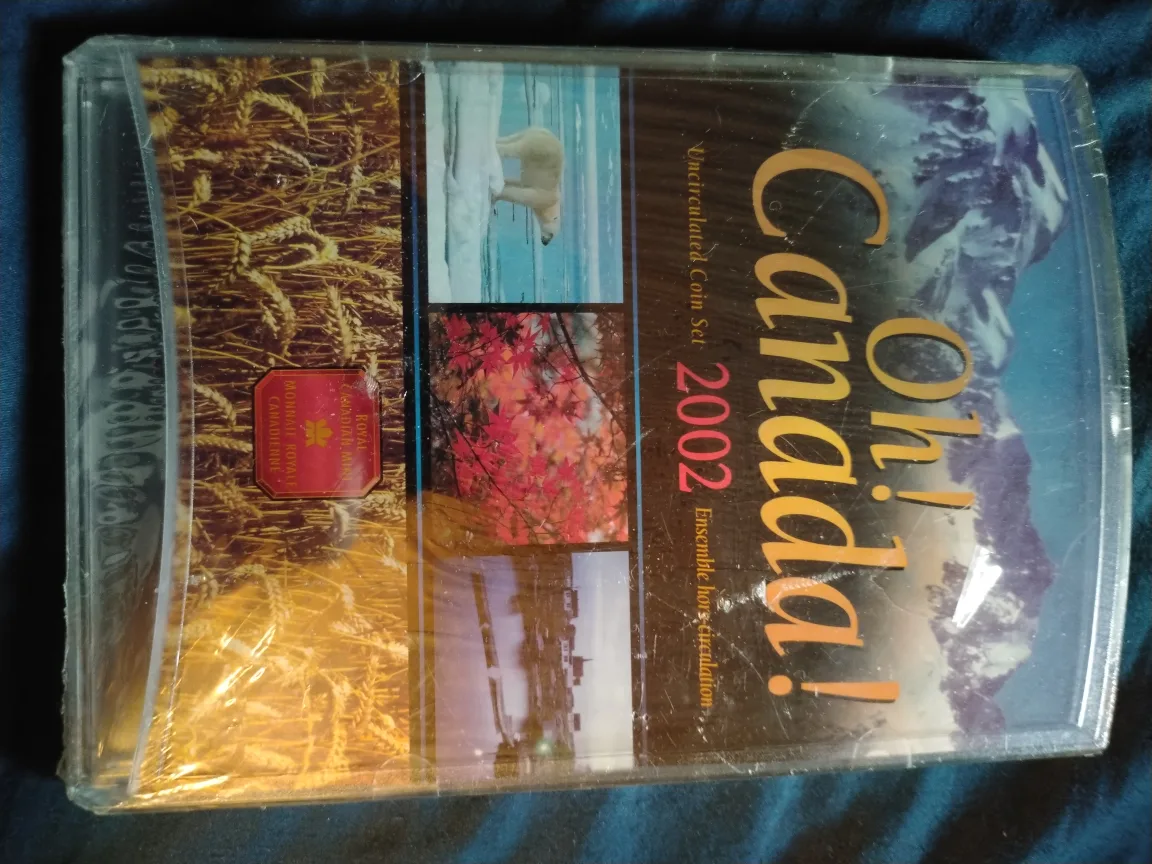 Oh!
Canada!
Uncirculated Coin Set 2002 Ensemble hors-circulation
ROYAL
CANADIAN MINT
MONNAIE ROYALE
CANADIENNE